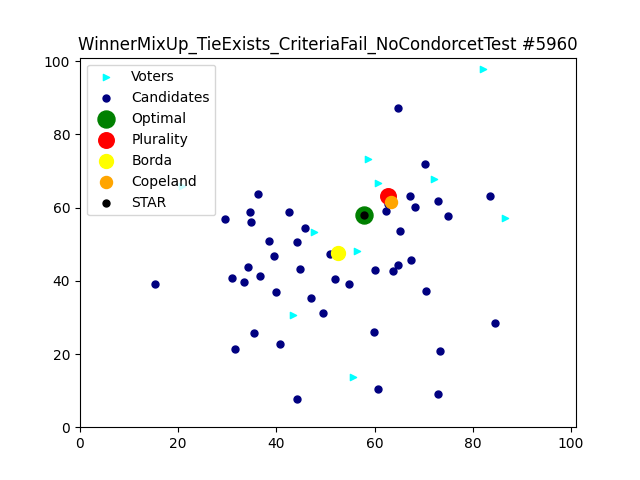 WinnerMixUp_TieExists_CriteriaFail_NoCondorcetTest #5960
100
80
60
40
20
0
Voters
Candidates
Optimal
Plurality
Borda
Copeland
STAR
0 20 40 60 80 100